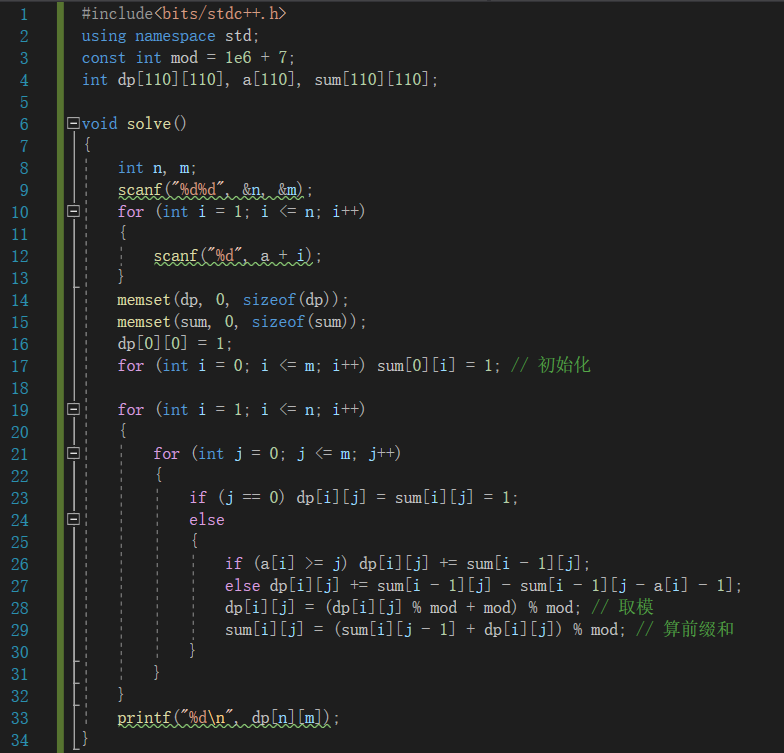 1 #include<bits/stdc++.h>
2 using namespace std;
3 const int mod = 1e6 + 7;
4 int dp[110][110], a[110], sum[110][110];
5
6 void solve()
7 {
8     int n, m;
9     scanf("%d%d", &n, &m);
10     for (int i = 1; i <= n; i++)
11     {
12         scanf("%d", a + i);
13     }
14     memset(dp, 0, sizeof(dp));
15     memset(sum, 0, sizeof(sum));
16     dp[0][0] = 1;
17     for (int i = 0; i <= m; i++) sum[0][i] = 1; // 初始化
18
19     for (int i = 1; i <= n; i++)
20     {
21         for (int j = 0; j <= m; j++)
22         {
23             if (j == 0) dp[i][j] = sum[i][j] = 1;
24             else
25             {
26                 if (a[i] >= j) dp[i][j] += sum[i - 1][j];
27                 else dp[i][j] += sum[i - 1][j] - sum[i - 1][j - a[i] - 1];
28                 dp[i][j] = (dp[i][j] % mod + mod) % mod; // 取模
29                 sum[i][j] = (sum[i][j - 1] + dp[i][j]) % mod; // 算前缀和
30             }
31         }
32     }
33     printf("%d\n", dp[n][m]);
34 }